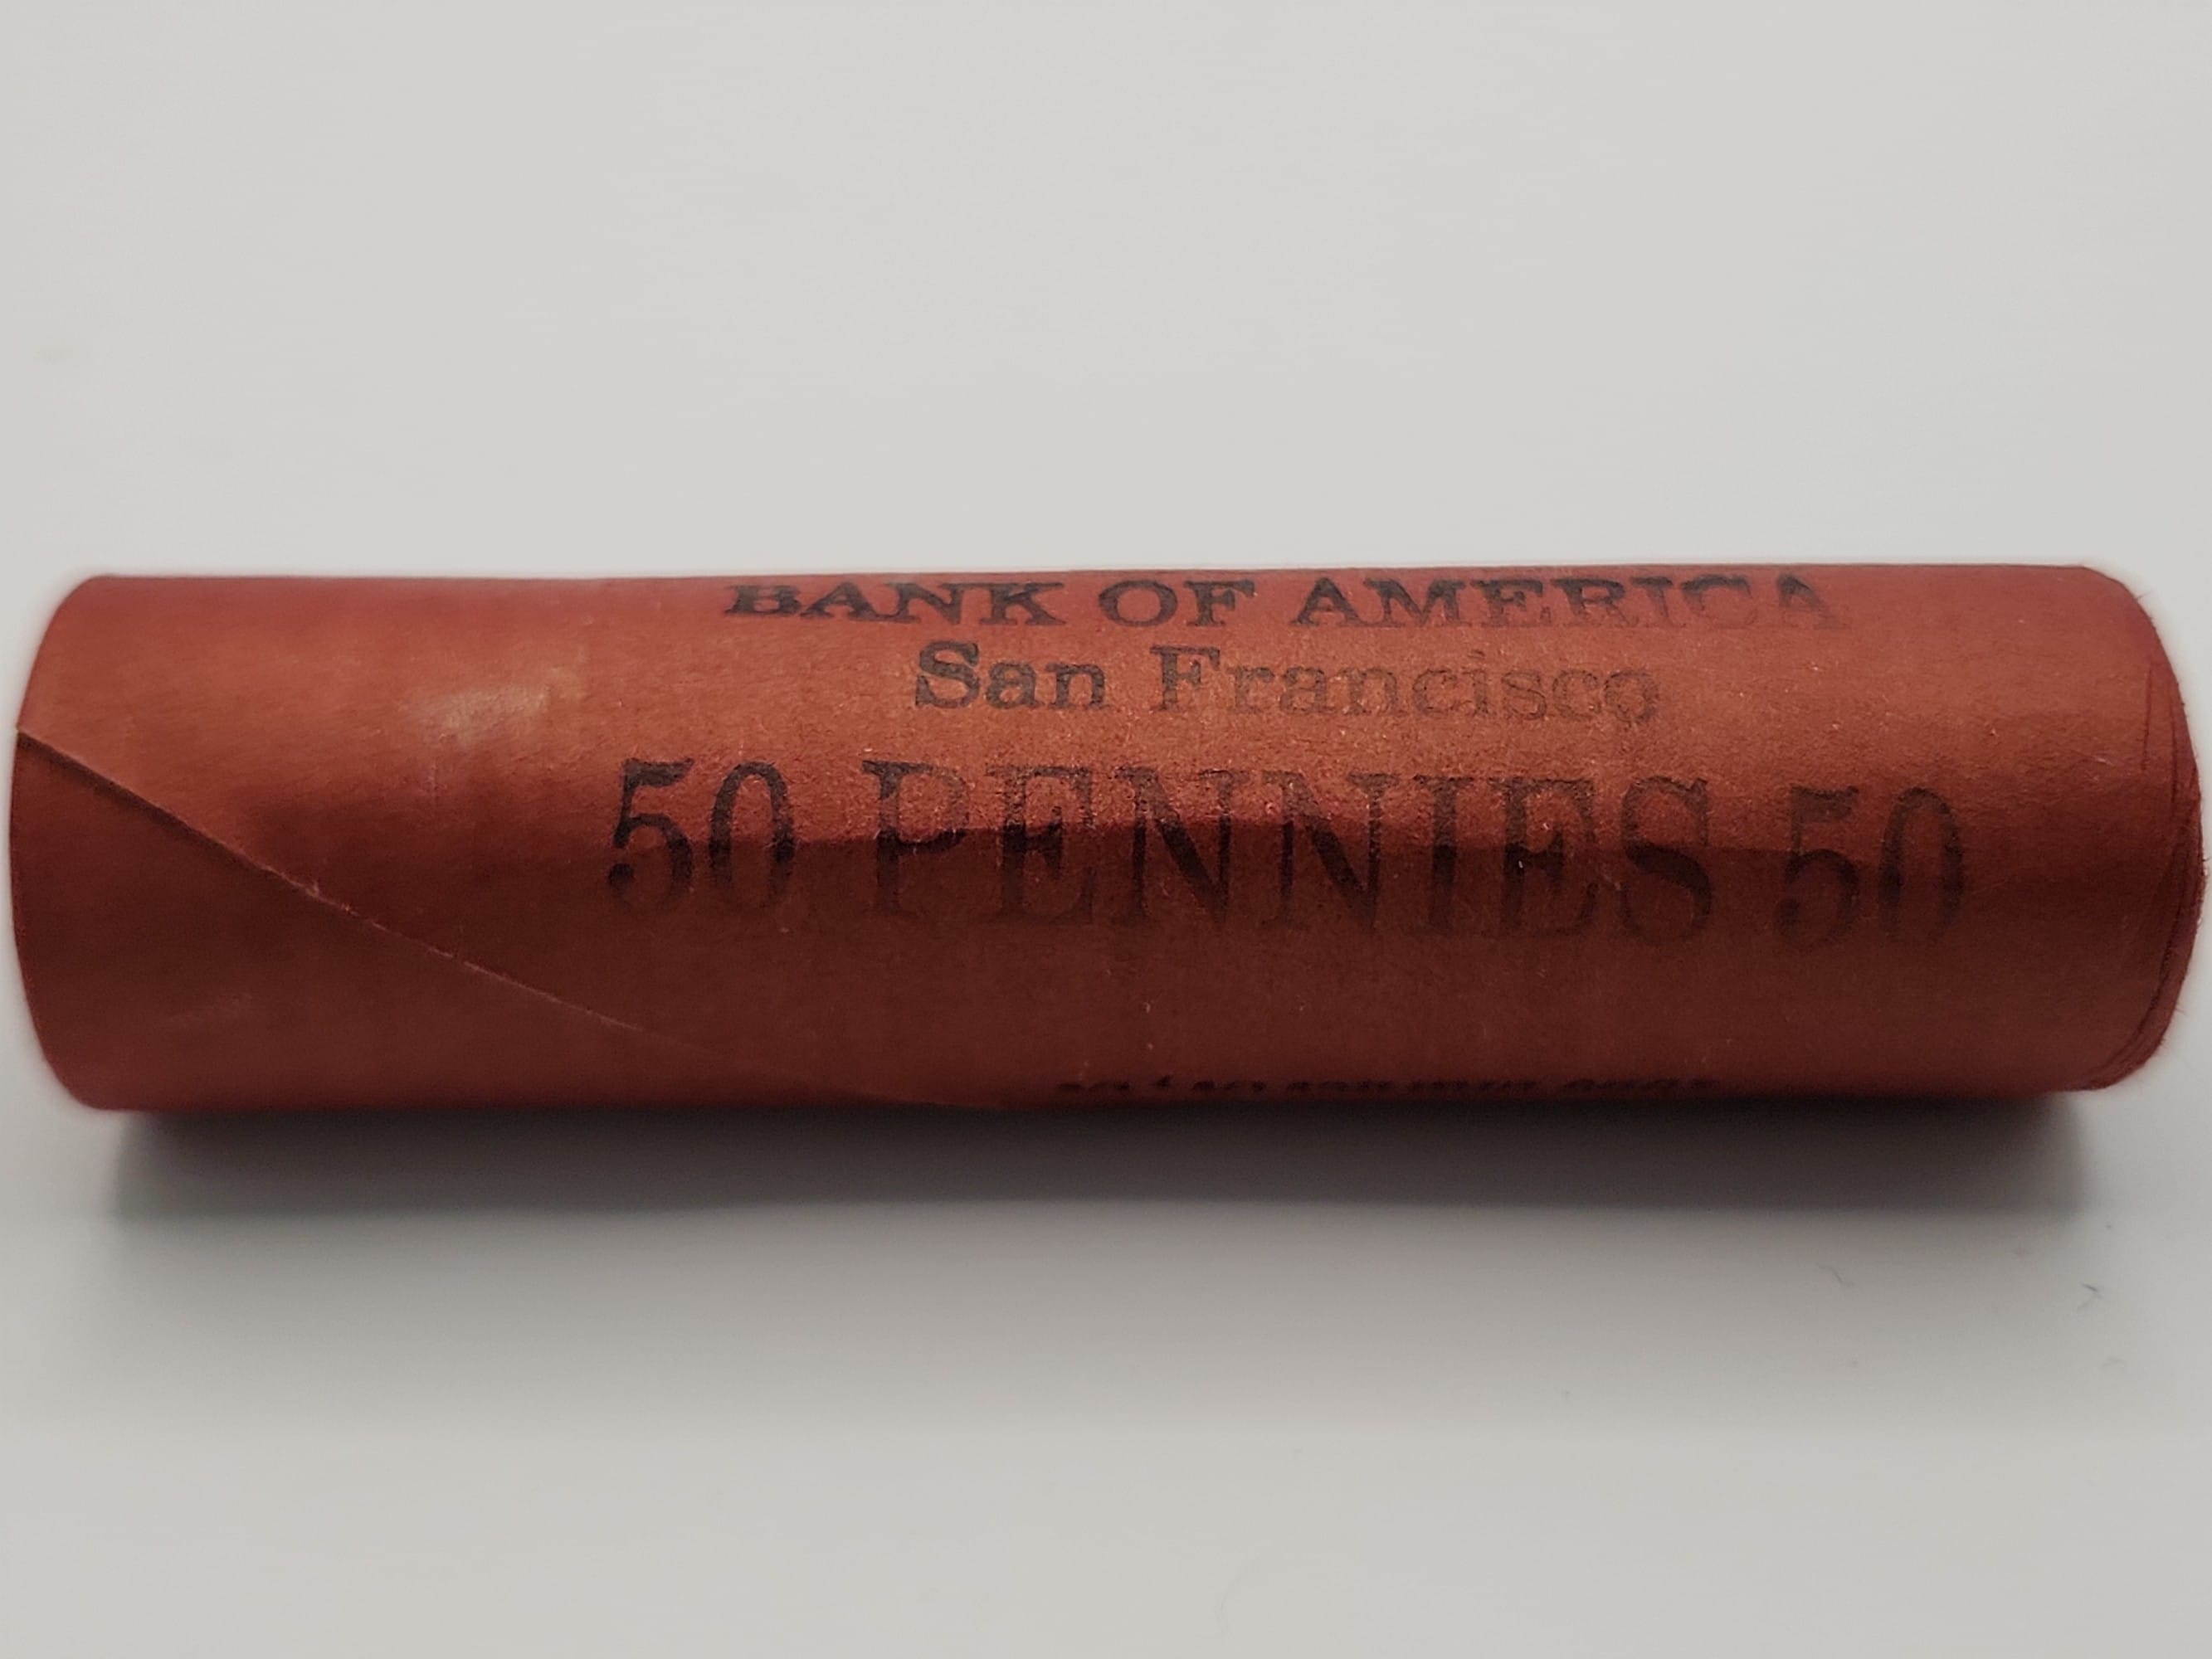 BANK OF AMERICA
San Francisco
50 PENNIES 50